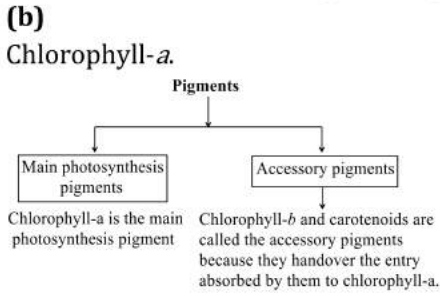 (b)
Chlorophyll-a.
Pigments
Main photosynthesis
pigments
Accessory pigments
Chlorophyll-a is the main
photosynthesis pigment
Chlorophyll-b and carotenoids are
called the accessory pigments
because they handover the entry
absorbed by them to chlorophyll-a.